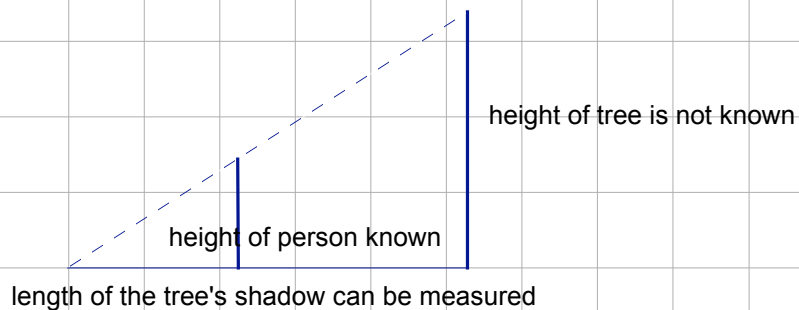 height of tree is not known
height of person known
length of the tree's shadow can be measured